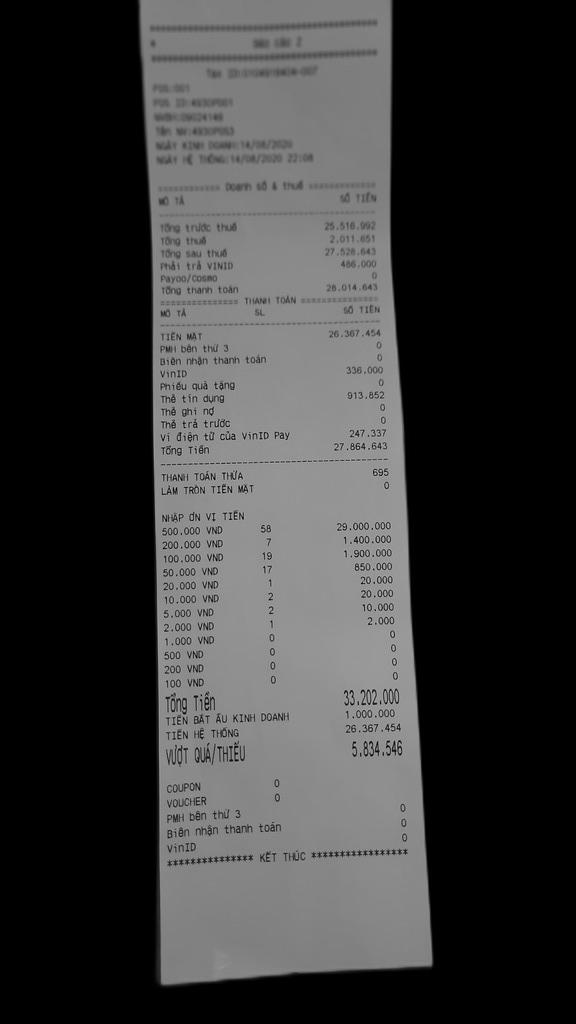 ************************************
* Báo cáo Z
************************************
Tax ID:0104918404-007
POS:001
POS ID:4930POS1
NVBH:09024149
Tên NV:4930POS3
NGÀY KINH DOANH:14/08/2020
NGÀY HỆ THỐNG:14/08/2020 22:08
============ Doanh số & thuế =============
MÔ TẢ SỐ TIỀN
Tổng trước thuế 25.516.992
Tổng thuế 2.011.651
Tổng sau thuế 27.528.643
Phải trả VINID 486.000
Payoo/Cosmo 0
Tổng thanh toán 28.014.643
=============== THANH TOÁN ===============
MÔ TẢ SL SỐ TIỀN
TIỀN MẶT 26.367.454
PMH bên thứ 3 0
Biên nhận thanh toán 0
VinID 336.000
Phiếu quà tặng 0
Thẻ tín dụng 913.852
Thẻ ghi nợ 0
Thẻ trả trước 0
Ví điện tử của VinID Pay 247.337
Tổng Tiền 27.864.643
THANH TOÁN THỪA 695
LÀM TRÒN TIỀN MẶT 0
NHẬP ƠN VỊ TIỀN
500.000 VND 58 29.000.000
200.000 VND 7 1.400.000
100.000 VND 19 1.900.000
50.000 VND 17 850.000
20.000 VND 1 20.000
10.000 VND 2 20.000
5.000 VND 2 10.000
2.000 VND 1 2.000
1.000 VND 0 0
500 VND 0 0
200 VND 0 0
100 VND 0 0
Tổng Tiền 33.202.000
TIỀN BẮT ẦU KINH DOANH 1.000.000
TIỀN HỆ THỐNG 26.367.454
VƯỢT QUÁ/THIẾU 5.834.546
COUPON 0
VOUCHER 0
PMH bên thứ 3 0
Biên nhận thanh toán 0
VinID 0
*************** KẾT THÚC *****************